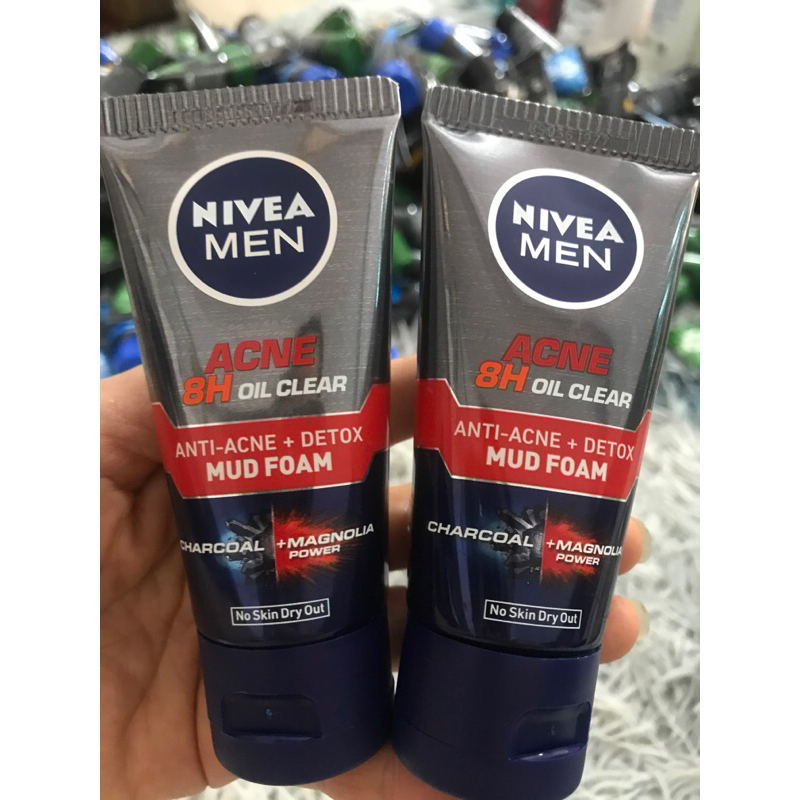 NIVEA
MEN
ACNE
8H OIL CLEAR
ANTI-ACNE + DETOX
MUD FOAM
CHARCOAL +MAGNOLIA
POWER
No Skin Dry Out
NIVEA
MEN
ACNE
8H OIL CLEAR
ANTI-ACNE + DETOX
MUD FOAM
CHARCOAL +MAGNOLIA
POWER
No Skin Dry Out